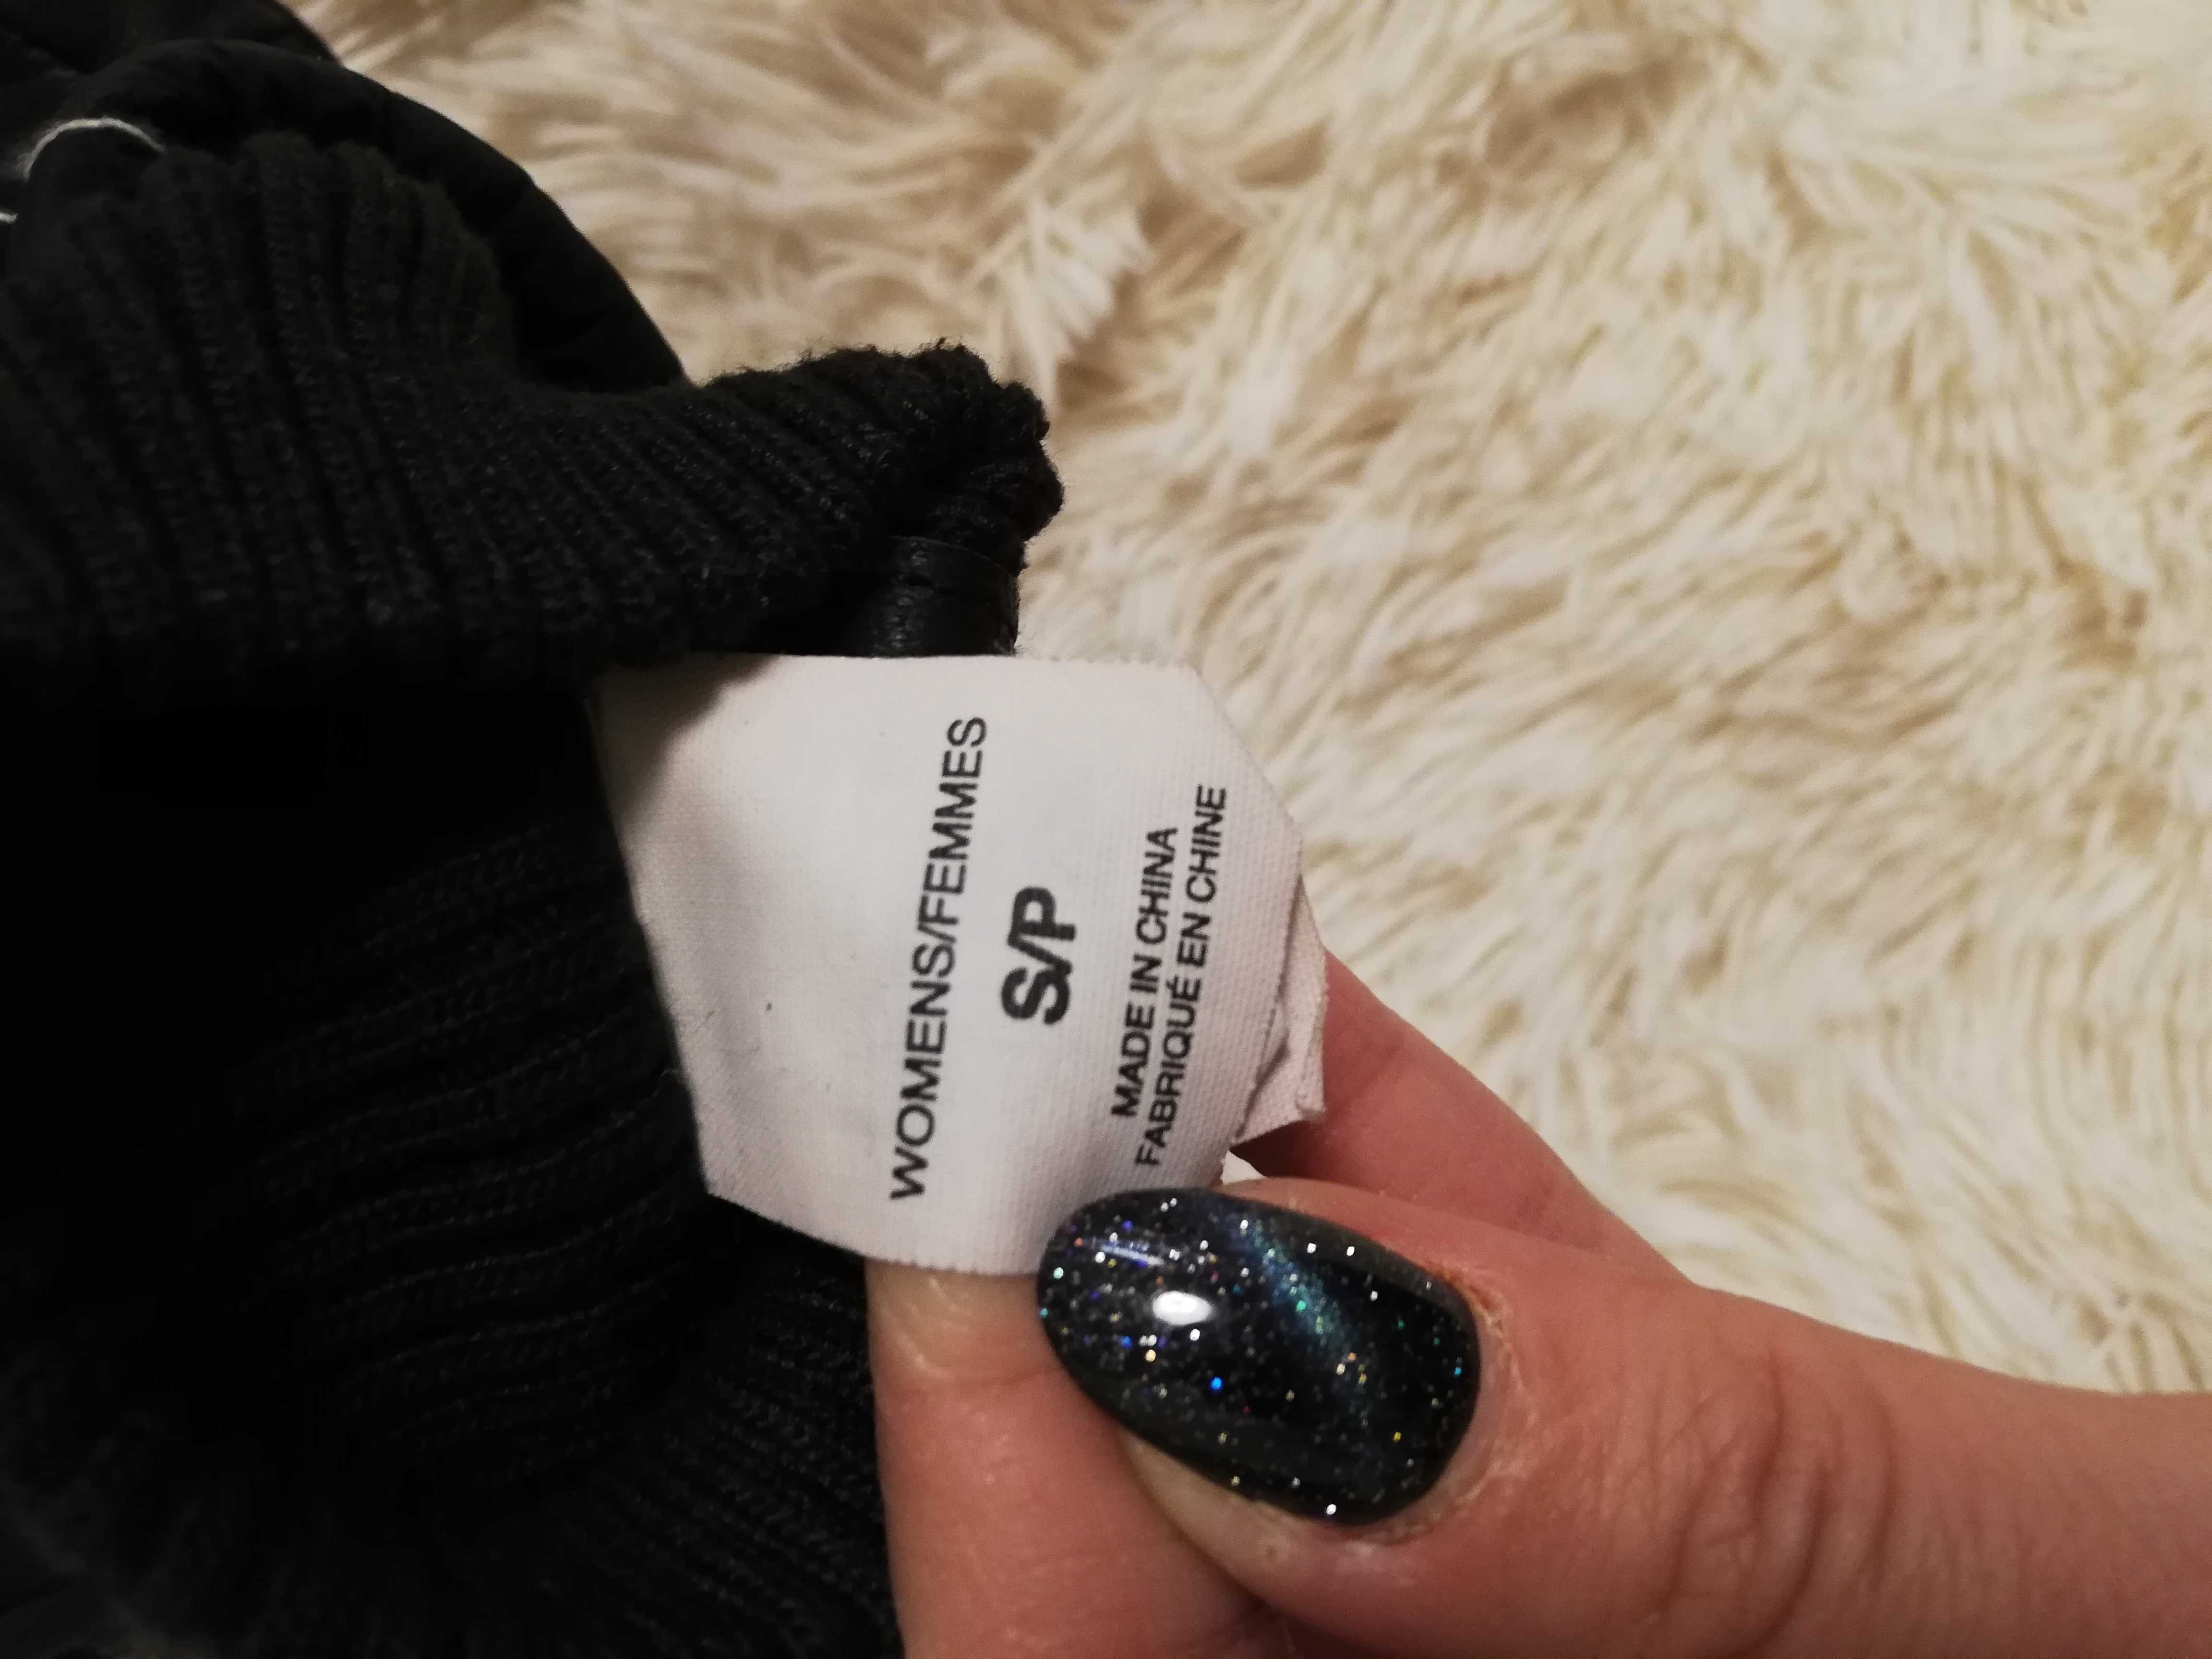 WOMENS/FEMMES
S/P
MADE IN CHINA
FABRIQUÉ EN CHINE